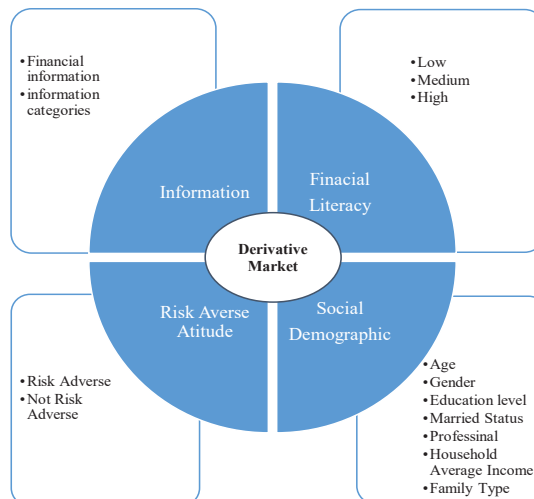 • Financial
information
• information
categories
• Low
• Medium
• High
Information
Finacial
Literacy
Derivative
Market
Risk Averse
Atitude
Social
Demographic
• Risk Adverse
• Not Risk
Adverse
• Age
• Gender
• Education level
• Married Status
• Professinal
• Household
Average Income
• Family Type